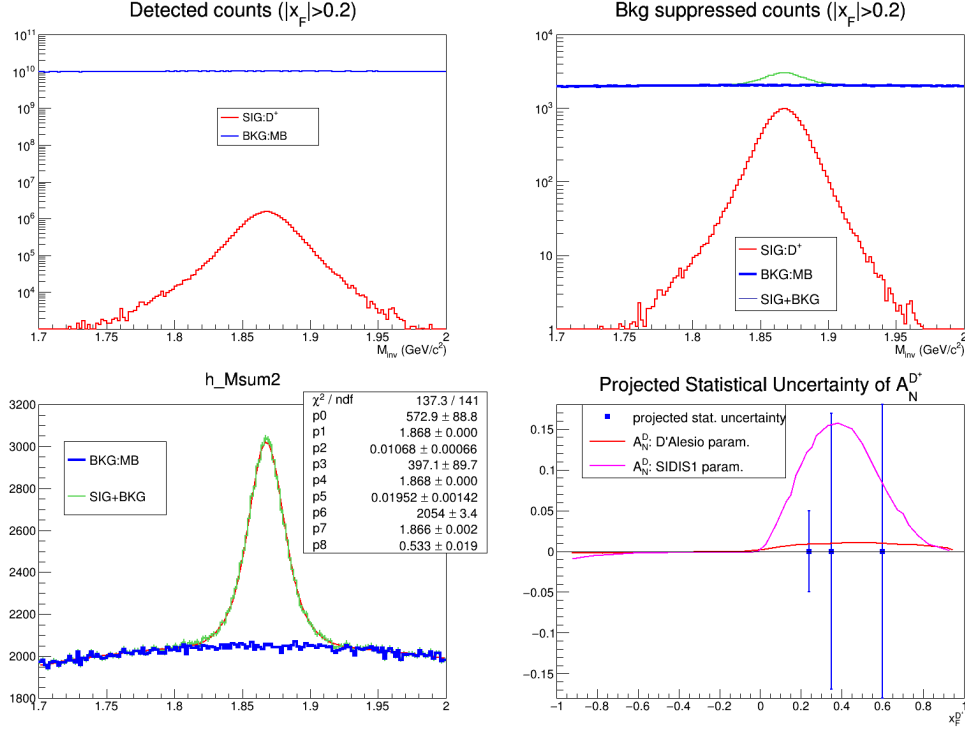 Detected counts (|x_F|>0.2)
10^11
10^10
10^9
10^8
10^7
10^6
10^5
10^4
SIG:D^+
BKG:MB
1.7 1.75 1.8 1.85 1.9 1.95 2
M_inv (GeV/c^2)
Bkg suppressed counts (|x_F|>0.2)
10^4
10^3
10^2
10
1
SIG:D^+
BKG:MB
SIG+BKG
1.7 1.75 1.8 1.85 1.9 1.95 2
M_inv (GeV/c^2)
h_Msum2
3200
3000
2800
2600
2400
2200
2000
1800
BKG:MB
SIG+BKG
χ^2 / ndf 137.3 / 141
p0 572.9 ± 88.8
p1 1.868 ± 0.000
p2 0.01068 ± 0.00066
p3 397.1 ± 89.7
p4 1.868 ± 0.000
p5 0.01952 ± 0.00142
p6 2054 ± 3.4
p7 1.866 ± 0.002
p8 0.533 ± 0.019
1.7 1.75 1.8 1.85 1.9 1.95 2
Projected Statistical Uncertainty of A_N^D^+
projected stat. uncertainty
A_N^D: D'Alesio param.
A_N^D: SIDIS1 param.
0.15
0.1
0.05
0
−0.05
−0.1
−0.15
−1 −0.8 −0.6 −0.4 −0.2 0 0.2 0.4 0.6 0.8 1
x_F^D^+